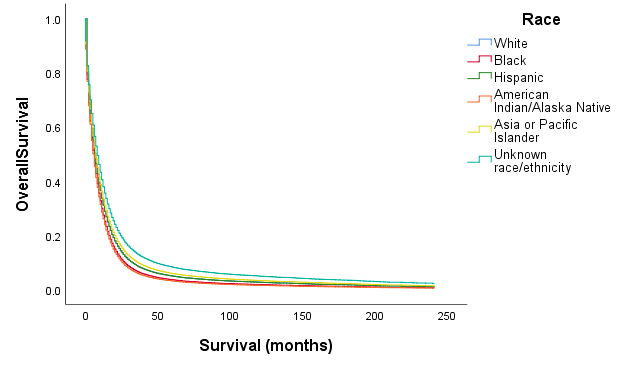 Race
White
Black
Hispanic
American
Indian/Alaska Native
Asia or Pacific
Islander
Unknown
race/ethnicity
OverallSurvival
1.0
0.8
0.6
0.4
0.2
0.0
0 50 100 150 200 250
Survival (months)